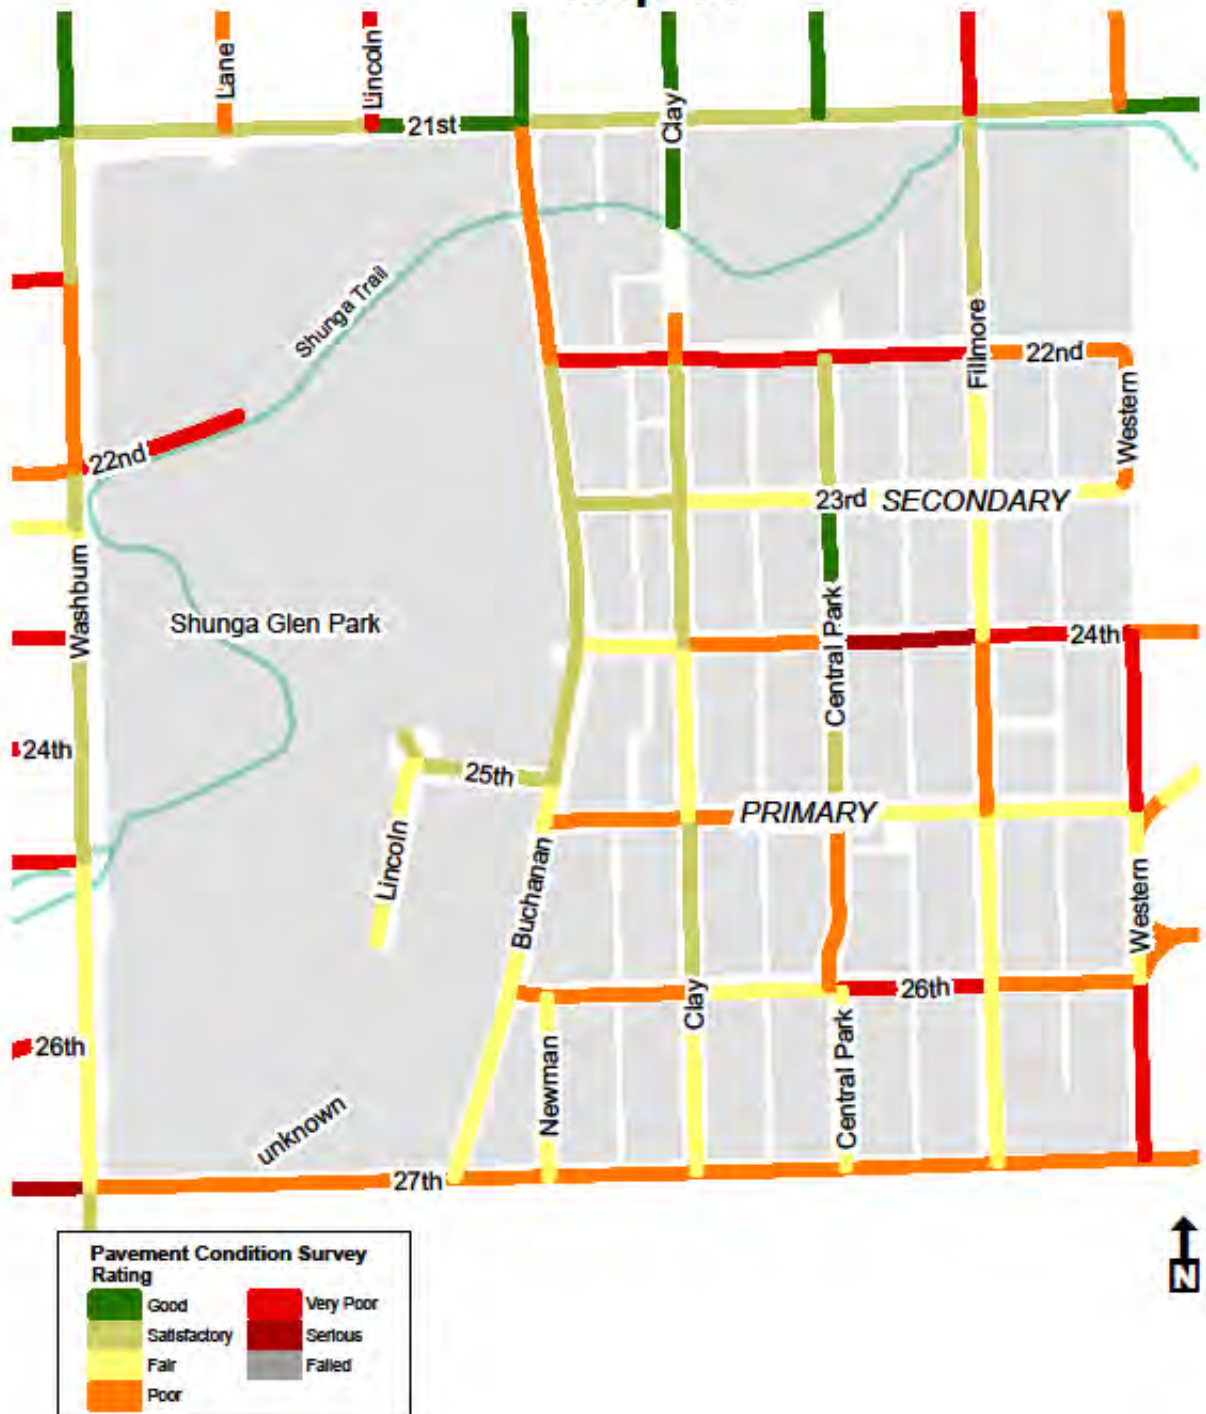 Lane
Lincoln
Clay
21st
Shunga Trail
Fillmore
22nd
Western
22nd
23rd
SECONDARY
Washburn
Shunga Glen Park
Central Park
24th
24th
25th
PRIMARY
Lincoln
Buchanan
Western
26th
Clay
26th
Newman
Central Park
unknown
27th
N
Pavement Condition Survey
Rating
Good
Very Poor
Satisfactory
Serious
Fair
Failed
Poor